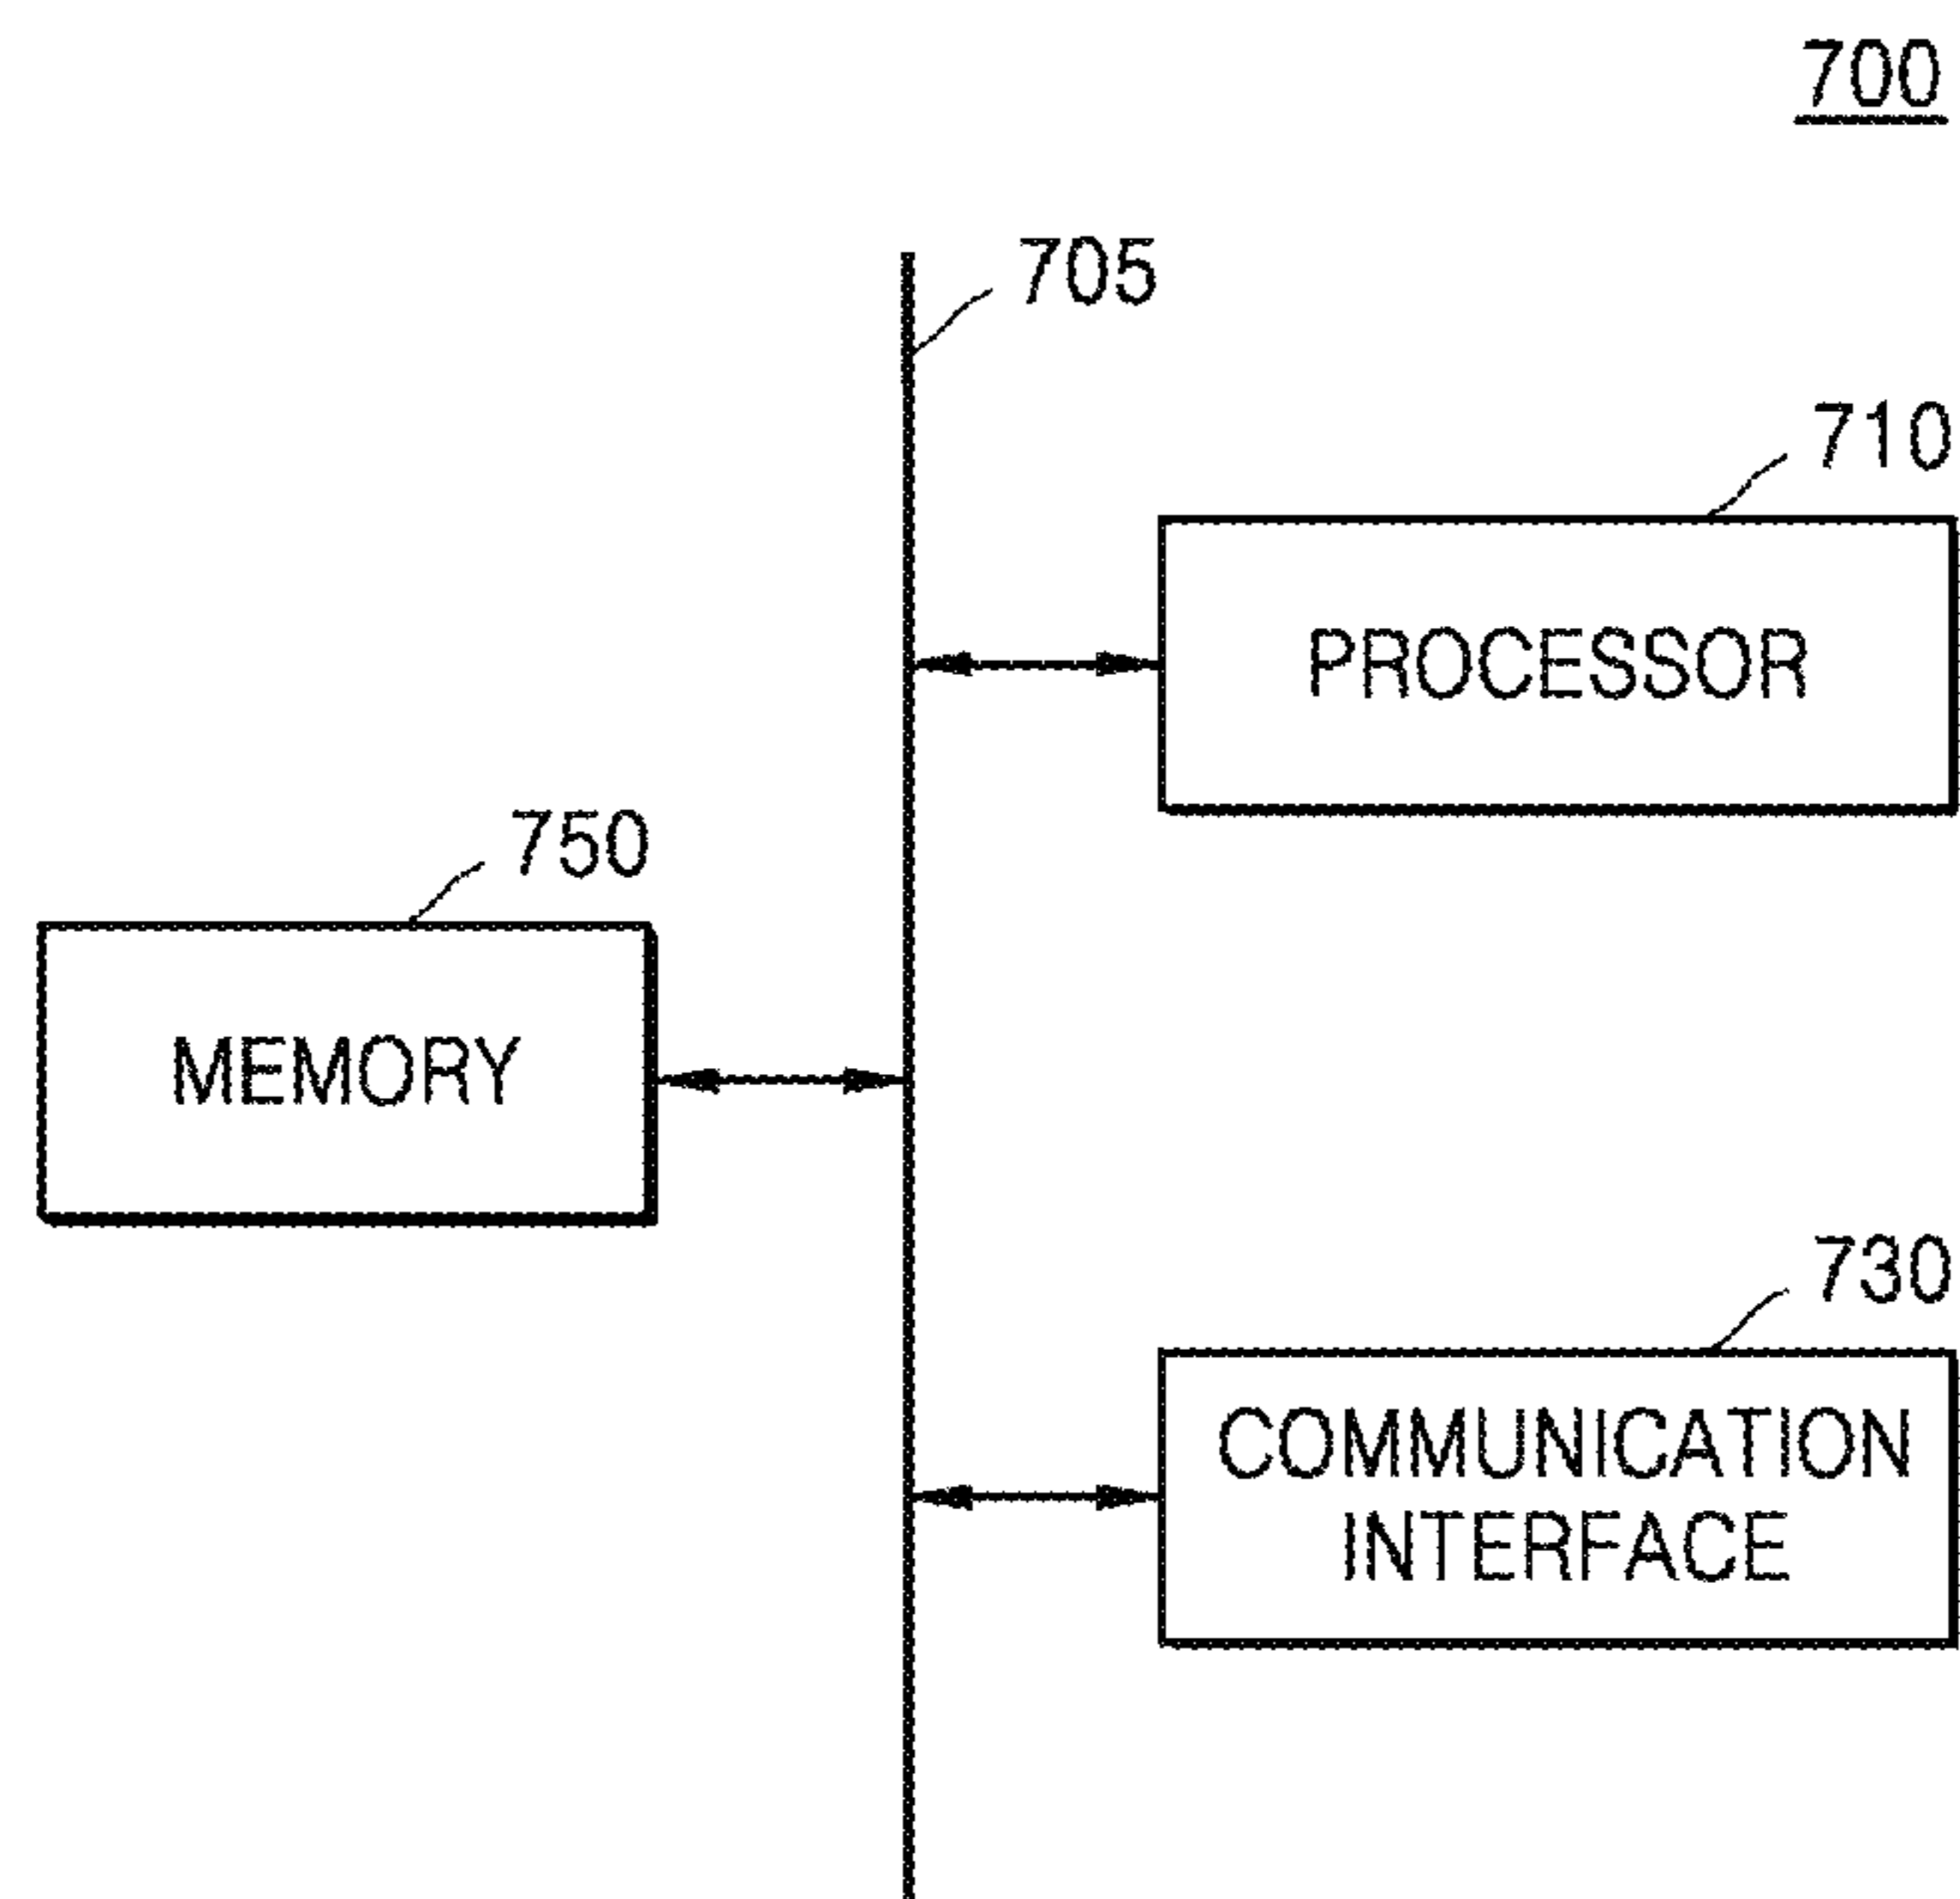 700
705
710
PROCESSOR
750
MEMORY
730
COMMUNICATION
INTERFACE